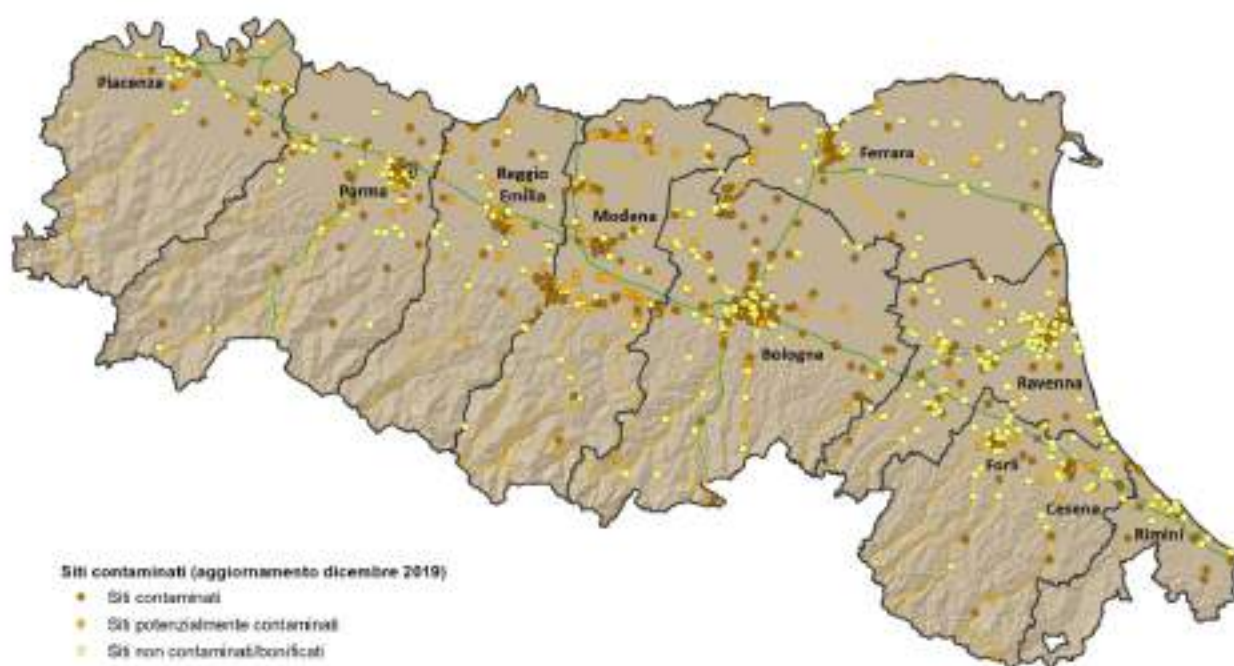 Piacenza
Parma
Reggio
Emilia
Modena
Ferrara
Bologna
Ravenna
Forlì
Cesena
Rimini
Siti contaminati (aggiornamento dicembre 2019)
Siti contaminati
Siti potenzialmente contaminati
Siti non contaminati/bonificati